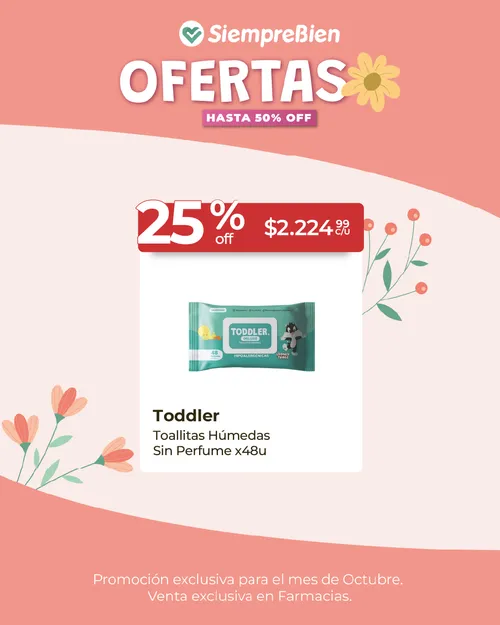 SiempreBien
OFERTAS
HASTA 50% OFF
25% off
$2.224,99 c/u
TODDLER
HIPOALERGÉNICAS
Toddler
Toallitas Húmedas
Sin Perfume x48u
Promoción exclusiva para el mes de Octubre.
Venta exclusiva en Farmacias.